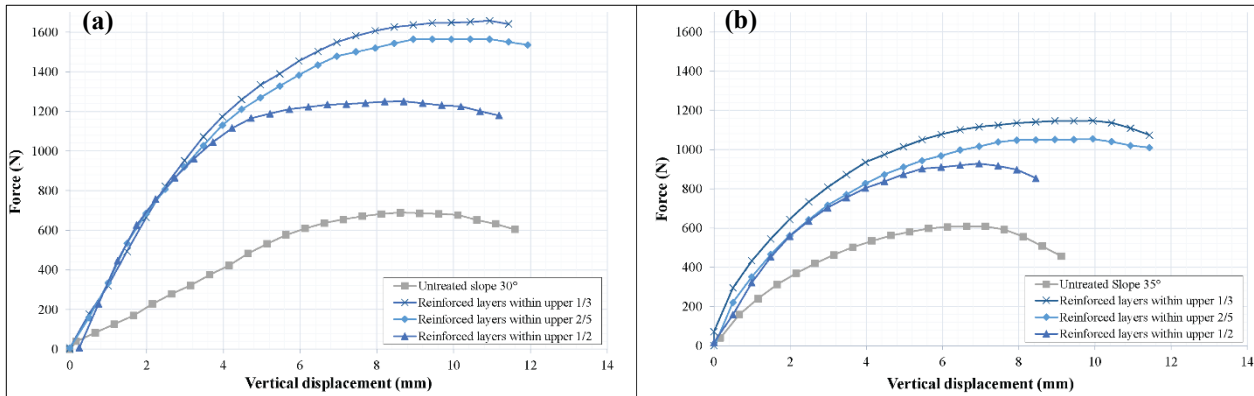 (a)
1600
1400
1200
1000
800
600
400
200
0
Force (N)
0 2 4 6 8 10 12 14
Vertical displacement (mm)
Untreated slope 30°
Reinforced layers within upper 1/3
Reinforced layers within upper 2/5
Reinforced layers within upper 1/2
(b)
1600
1400
1200
1000
800
600
400
200
0
Force (N)
0 2 4 6 8 10 12 14
Vertical displacement (mm)
Untreated Slope 35°
Reinforced layers within upper 1/3
Reinforced layers within upper 2/5
Reinforced layers within upper 1/2